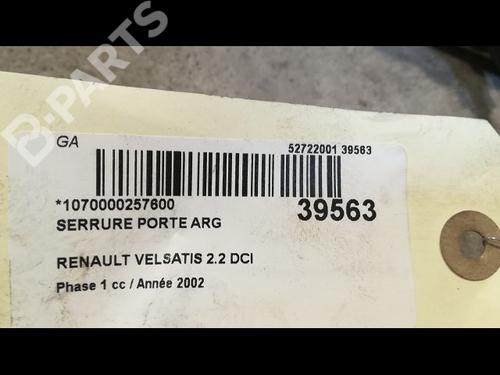 B-PARTS
GA
52722001 39563
*1070000257600
39563
SERRURE PORTE ARG
RENAULT VELSATIS 2.2 DCI
Phase 1 cc / Année 2002